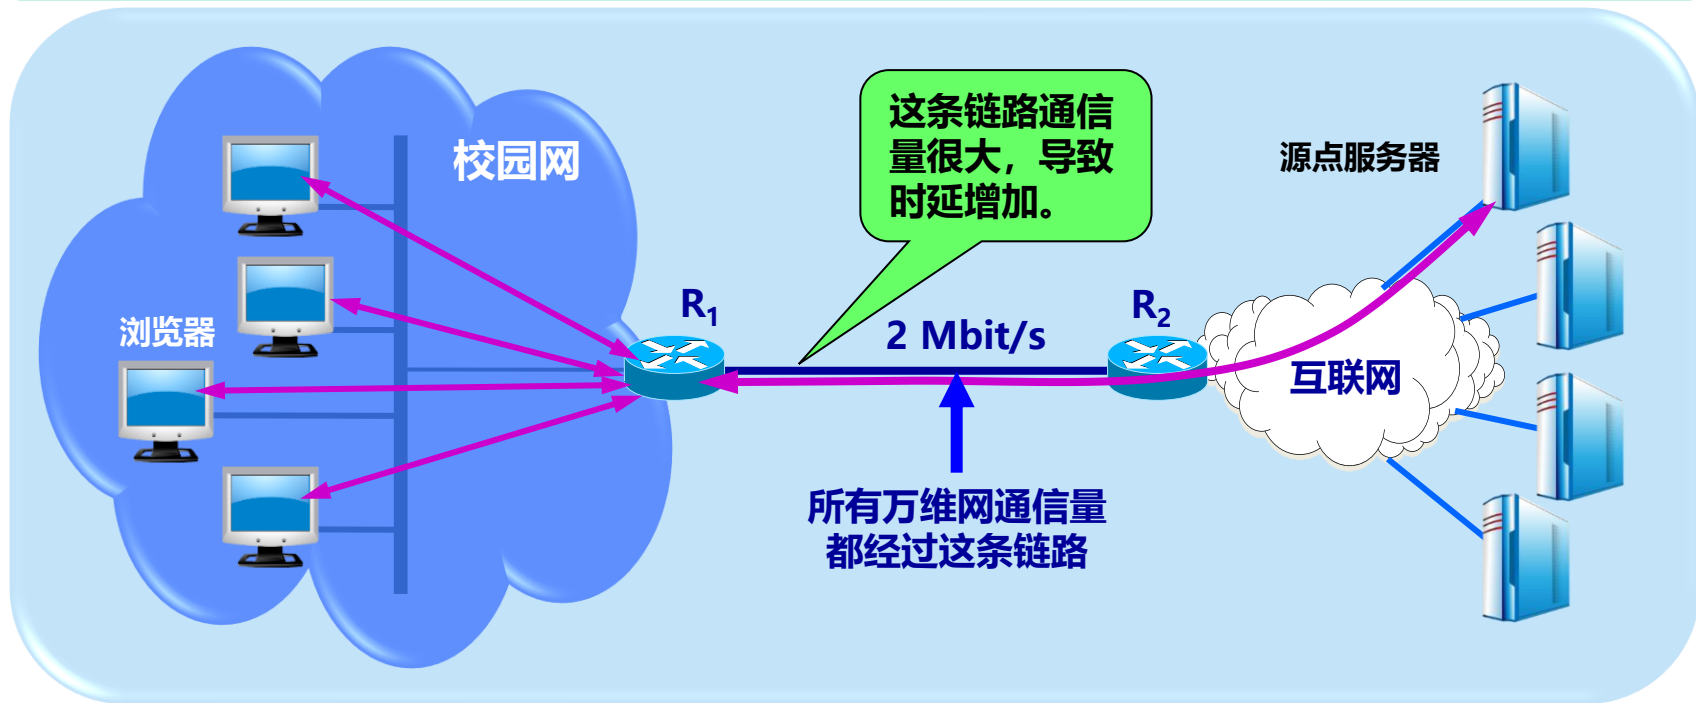 校园网
浏览器
这条链路通信
量很大，导致
时延增加。
源点服务器
R1
2 Mbit/s
R2
互联网
所有万维网通信量
都经过这条链路